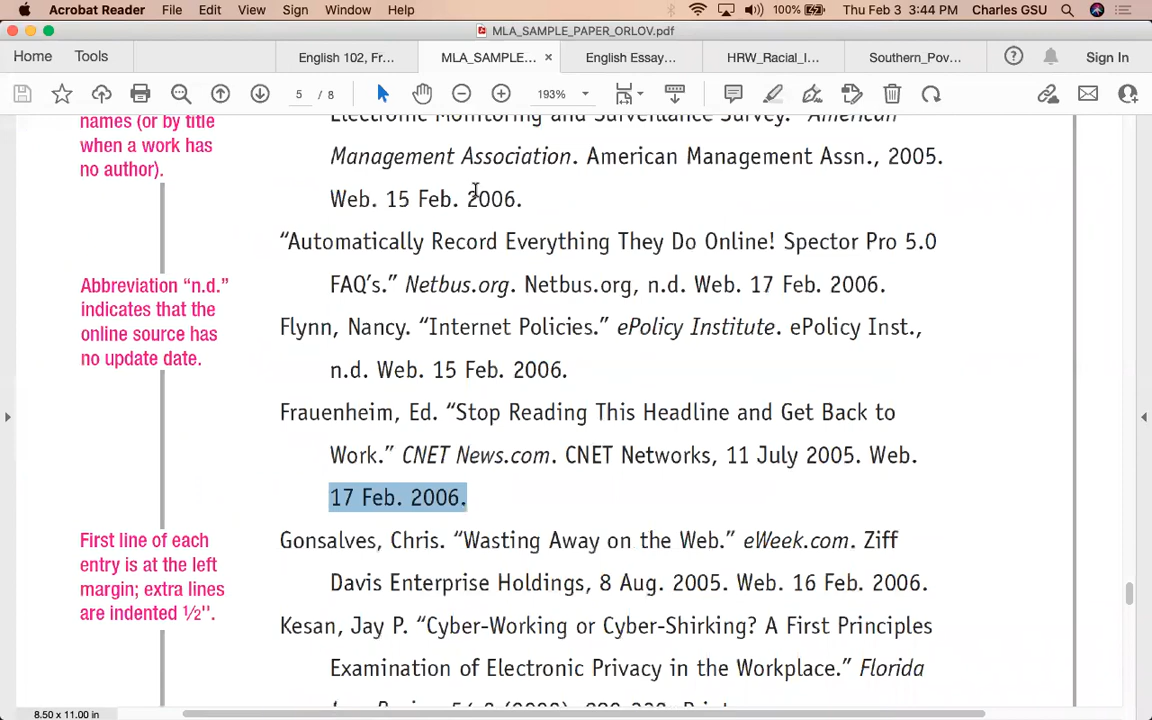 Acrobat Reader File Edit View Sign Window Help 100% Thu Feb 3 3:44 PM Charles GSU
MLA_SAMPLE_PAPER_ORLOV.pdf
Home Tools English 102, Fr... MLA_SAMPLE... × English Essay... HRW_Racial_I... Southern_Pov... Sign In
5 / 8 193%
names (or by title
when a work has
no author).
Electronic Monitoring and Surveillance Survey." American
Management Association. American Management Assn., 2005.
Web. 15 Feb. 2006.
“Automatically Record Everything They Do Online! Spector Pro 5.0
FAQ’s.” Netbus.org. Netbus.org, n.d. Web. 17 Feb. 2006.
Abbreviation “n.d.”
indicates that the
online source has
no update date.
Flynn, Nancy. “Internet Policies.” ePolicy Institute. ePolicy Inst.,
n.d. Web. 15 Feb. 2006.
Frauenheim, Ed. “Stop Reading This Headline and Get Back to
Work.” CNET News.com. CNET Networks, 11 July 2005. Web.
17 Feb. 2006.
First line of each
entry is at the left
margin; extra lines
are indented ½".
Gonsalves, Chris. “Wasting Away on the Web.” eWeek.com. Ziff
Davis Enterprise Holdings, 8 Aug. 2005. Web. 16 Feb. 2006.
Kesan, Jay P. “Cyber-Working or Cyber-Shirking? A First Principles
Examination of Electronic Privacy in the Workplace.” Florida
8.50 x 11.00 in